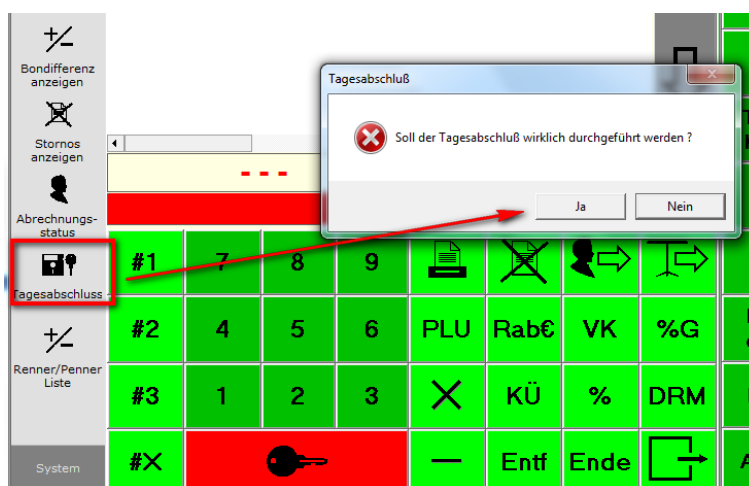 Bondifferenz
anzeigen
Stornos
anzeigen
Abrechnungs-
status
Tagesabschluss
Renner/Penner
Liste
System
Tagesabschluß
Soll der Tagesabschluß wirklich durchgeführt werden ?
Ja
Nein
---
#1 7 8 9
#2 4 5 6 PLU Rab€ VK %G
#3 1 2 3 KÜ % DRM
#X Entf Ende